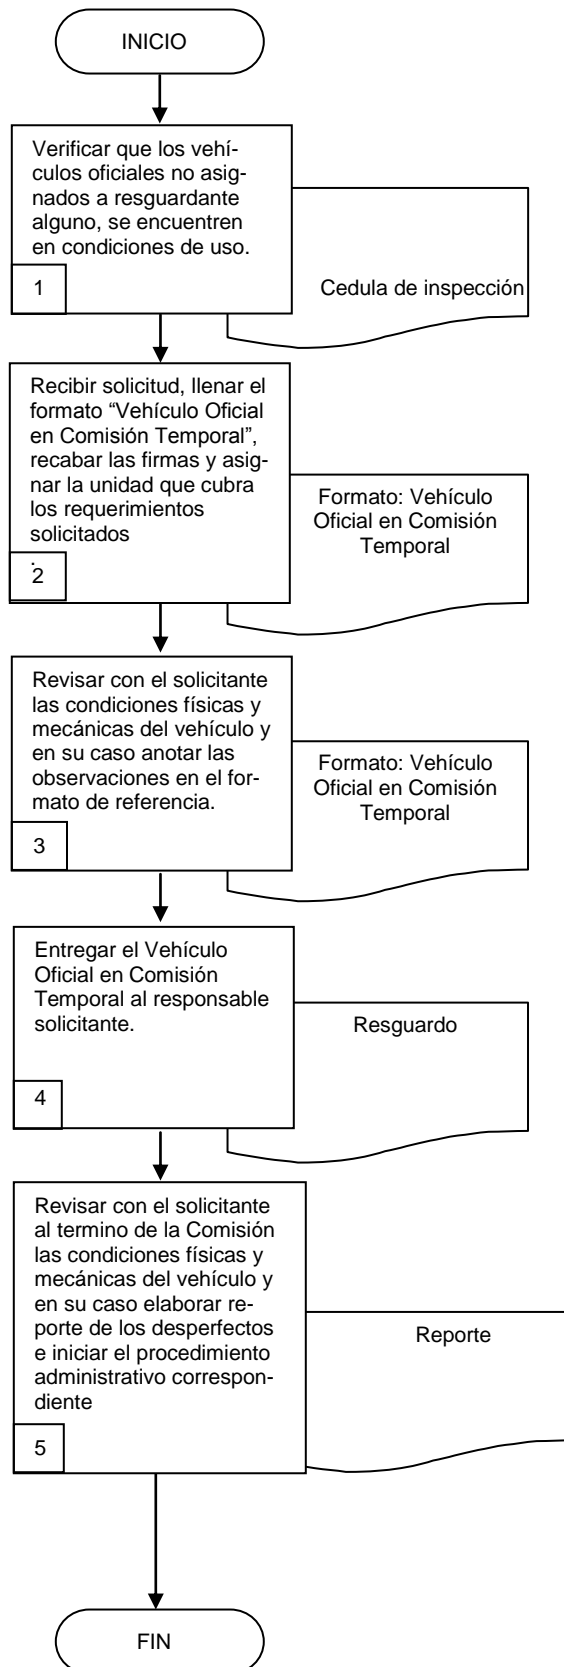 INICIO
Verificar que los vehí-
culos oficiales no asig-
nados a resguardante
alguno, se encuentren
en condiciones de uso.
1
Cedula de inspección
Recibir solicitud, llenar el
formato “Vehículo Oficial
en Comisión Temporal”,
recabar las firmas y asig-
nar la unidad que cubra
los requerimientos
solicitados
.
2
Formato: Vehículo
Oficial en Comisión
Temporal
Revisar con el solicitante
las condiciones físicas y
mecánicas del vehículo y
en su caso anotar las
observaciones en el for-
mato de referencia.
3
Formato: Vehículo
Oficial en Comisión
Temporal
Entregar el Vehículo
Oficial en Comisión
Temporal al responsable
solicitante.
4
Resguardo
Revisar con el solicitante
al termino de la Comisión
las condiciones físicas y
mecánicas del vehículo y
en su caso elaborar re-
porte de los desperfectos
e iniciar el procedimiento
administrativo correspon-
diente
5
Reporte
FIN